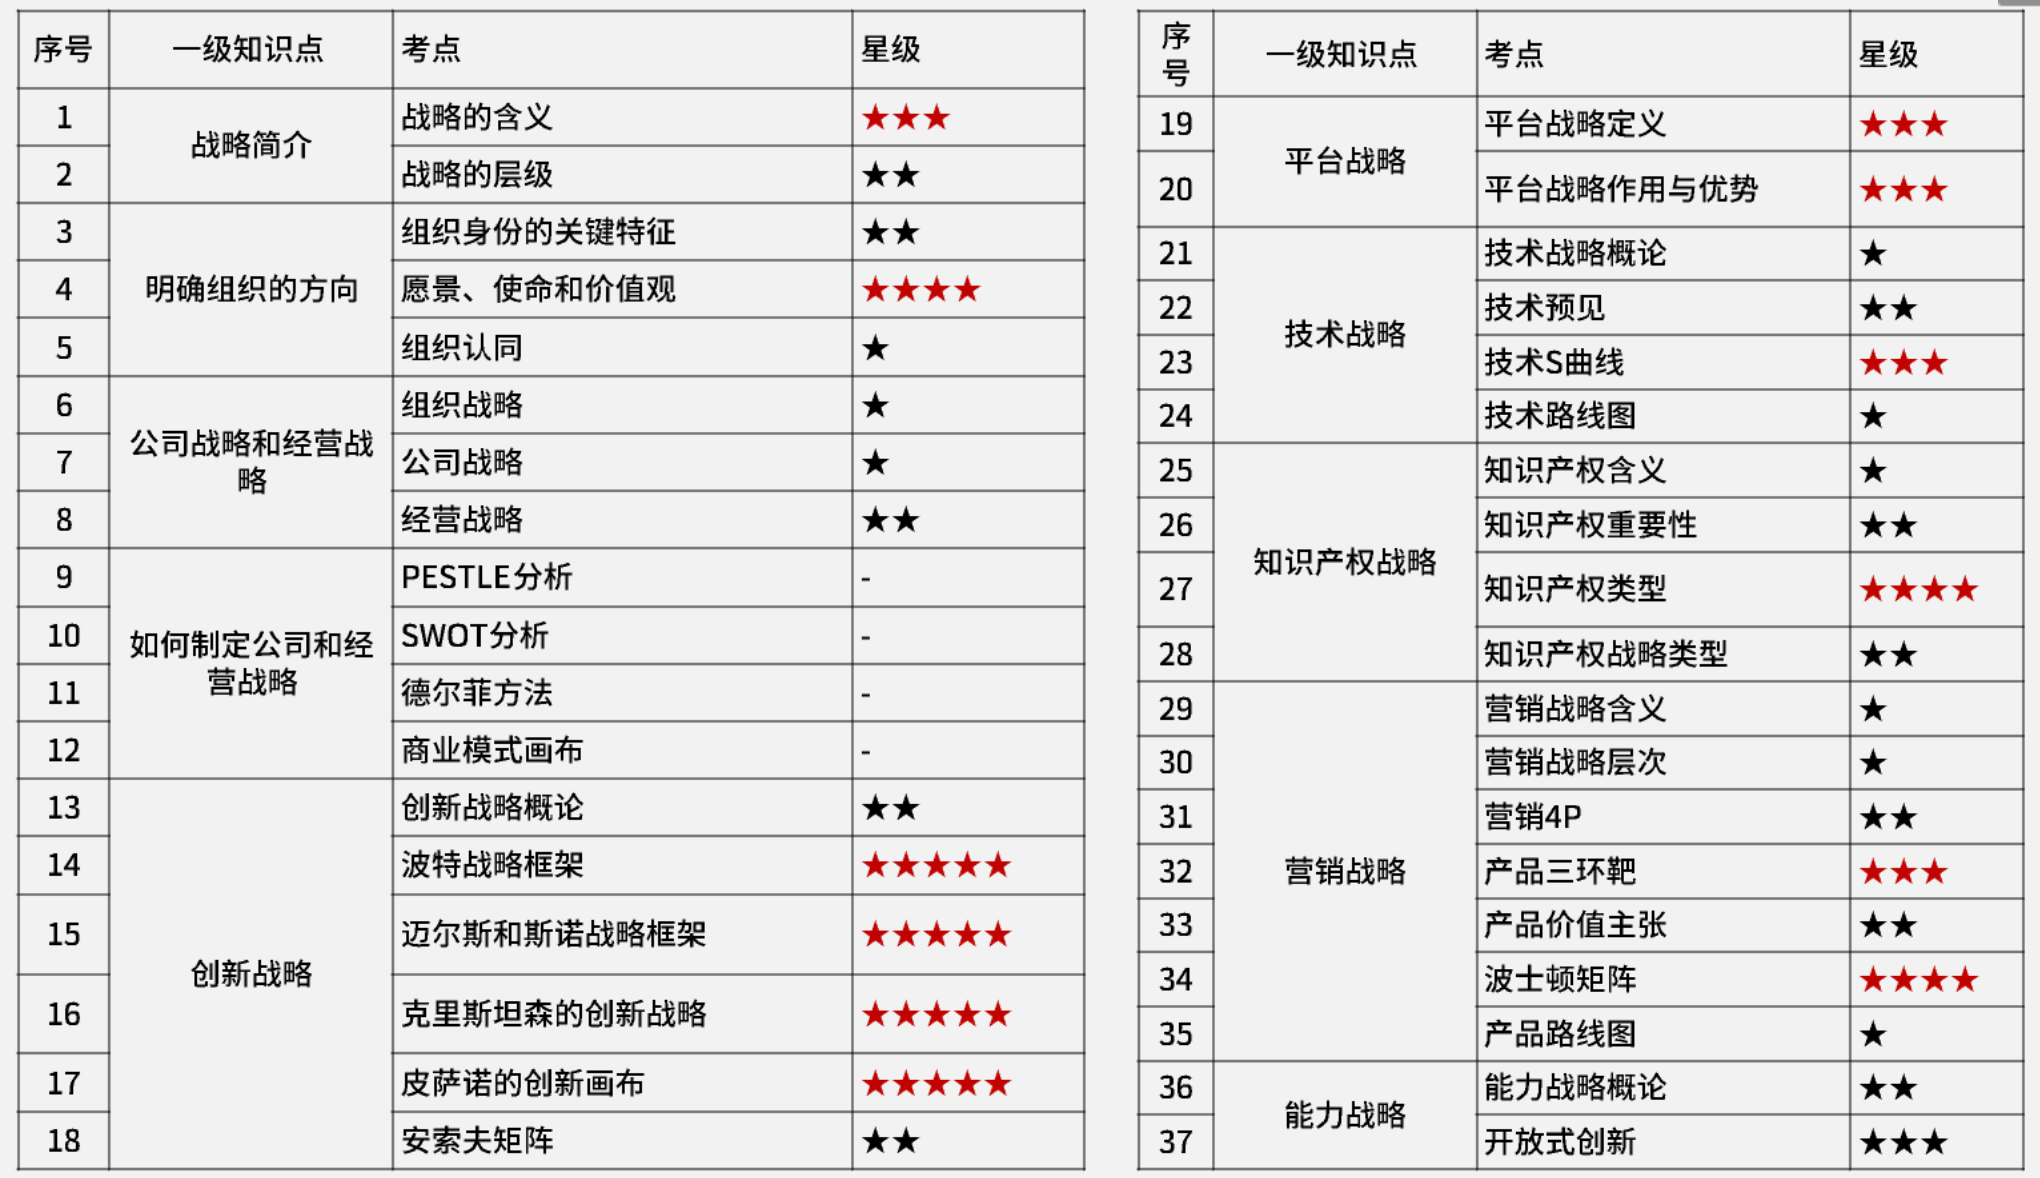 序号 一级知识点 考点 星级
1 战略简介 战略的含义 ★★★
2 战略的层级 ★★
3 明确组织的方向 组织身份的关键特征 ★★
4 愿景、使命和价值观 ★★★★
5 组织认同 ★
6 公司战略和经营战略 组织战略 ★
7 公司战略 ★
8 经营战略 ★★
9 如何制定公司和经营战略 PESTLE分析 -
10 SWOT分析 -
11 德尔菲方法 -
12 商业模式画布 -
13 创新战略 创新战略概论 ★★
14 波特战略框架 ★★★★★
15 迈尔斯和斯诺战略框架 ★★★★★
16 克里斯坦森的创新战略 ★★★★★
17 皮萨诺的创新画布 ★★★★★
18 安索夫矩阵 ★★
序号 一级知识点 考点 星级
19 平台战略 平台战略定义 ★★★
20 平台战略作用与优势 ★★★
21 技术战略 技术战略概论 ★
22 技术预见 ★★
23 技术S曲线 ★★★
24 技术路线图 ★
25 知识产权战略 知识产权含义 ★
26 知识产权重要性 ★★
27 知识产权类型 ★★★★
28 知识产权战略类型 ★★
29 营销战略 营销战略含义 ★
30 营销战略层次 ★
31 营销4P ★★
32 产品三环靶 ★★★
33 产品价值主张 ★★
34 波士顿矩阵 ★★★★
35 产品路线图 ★
36 能力战略 能力战略概论 ★★
37 开放式创新 ★★★